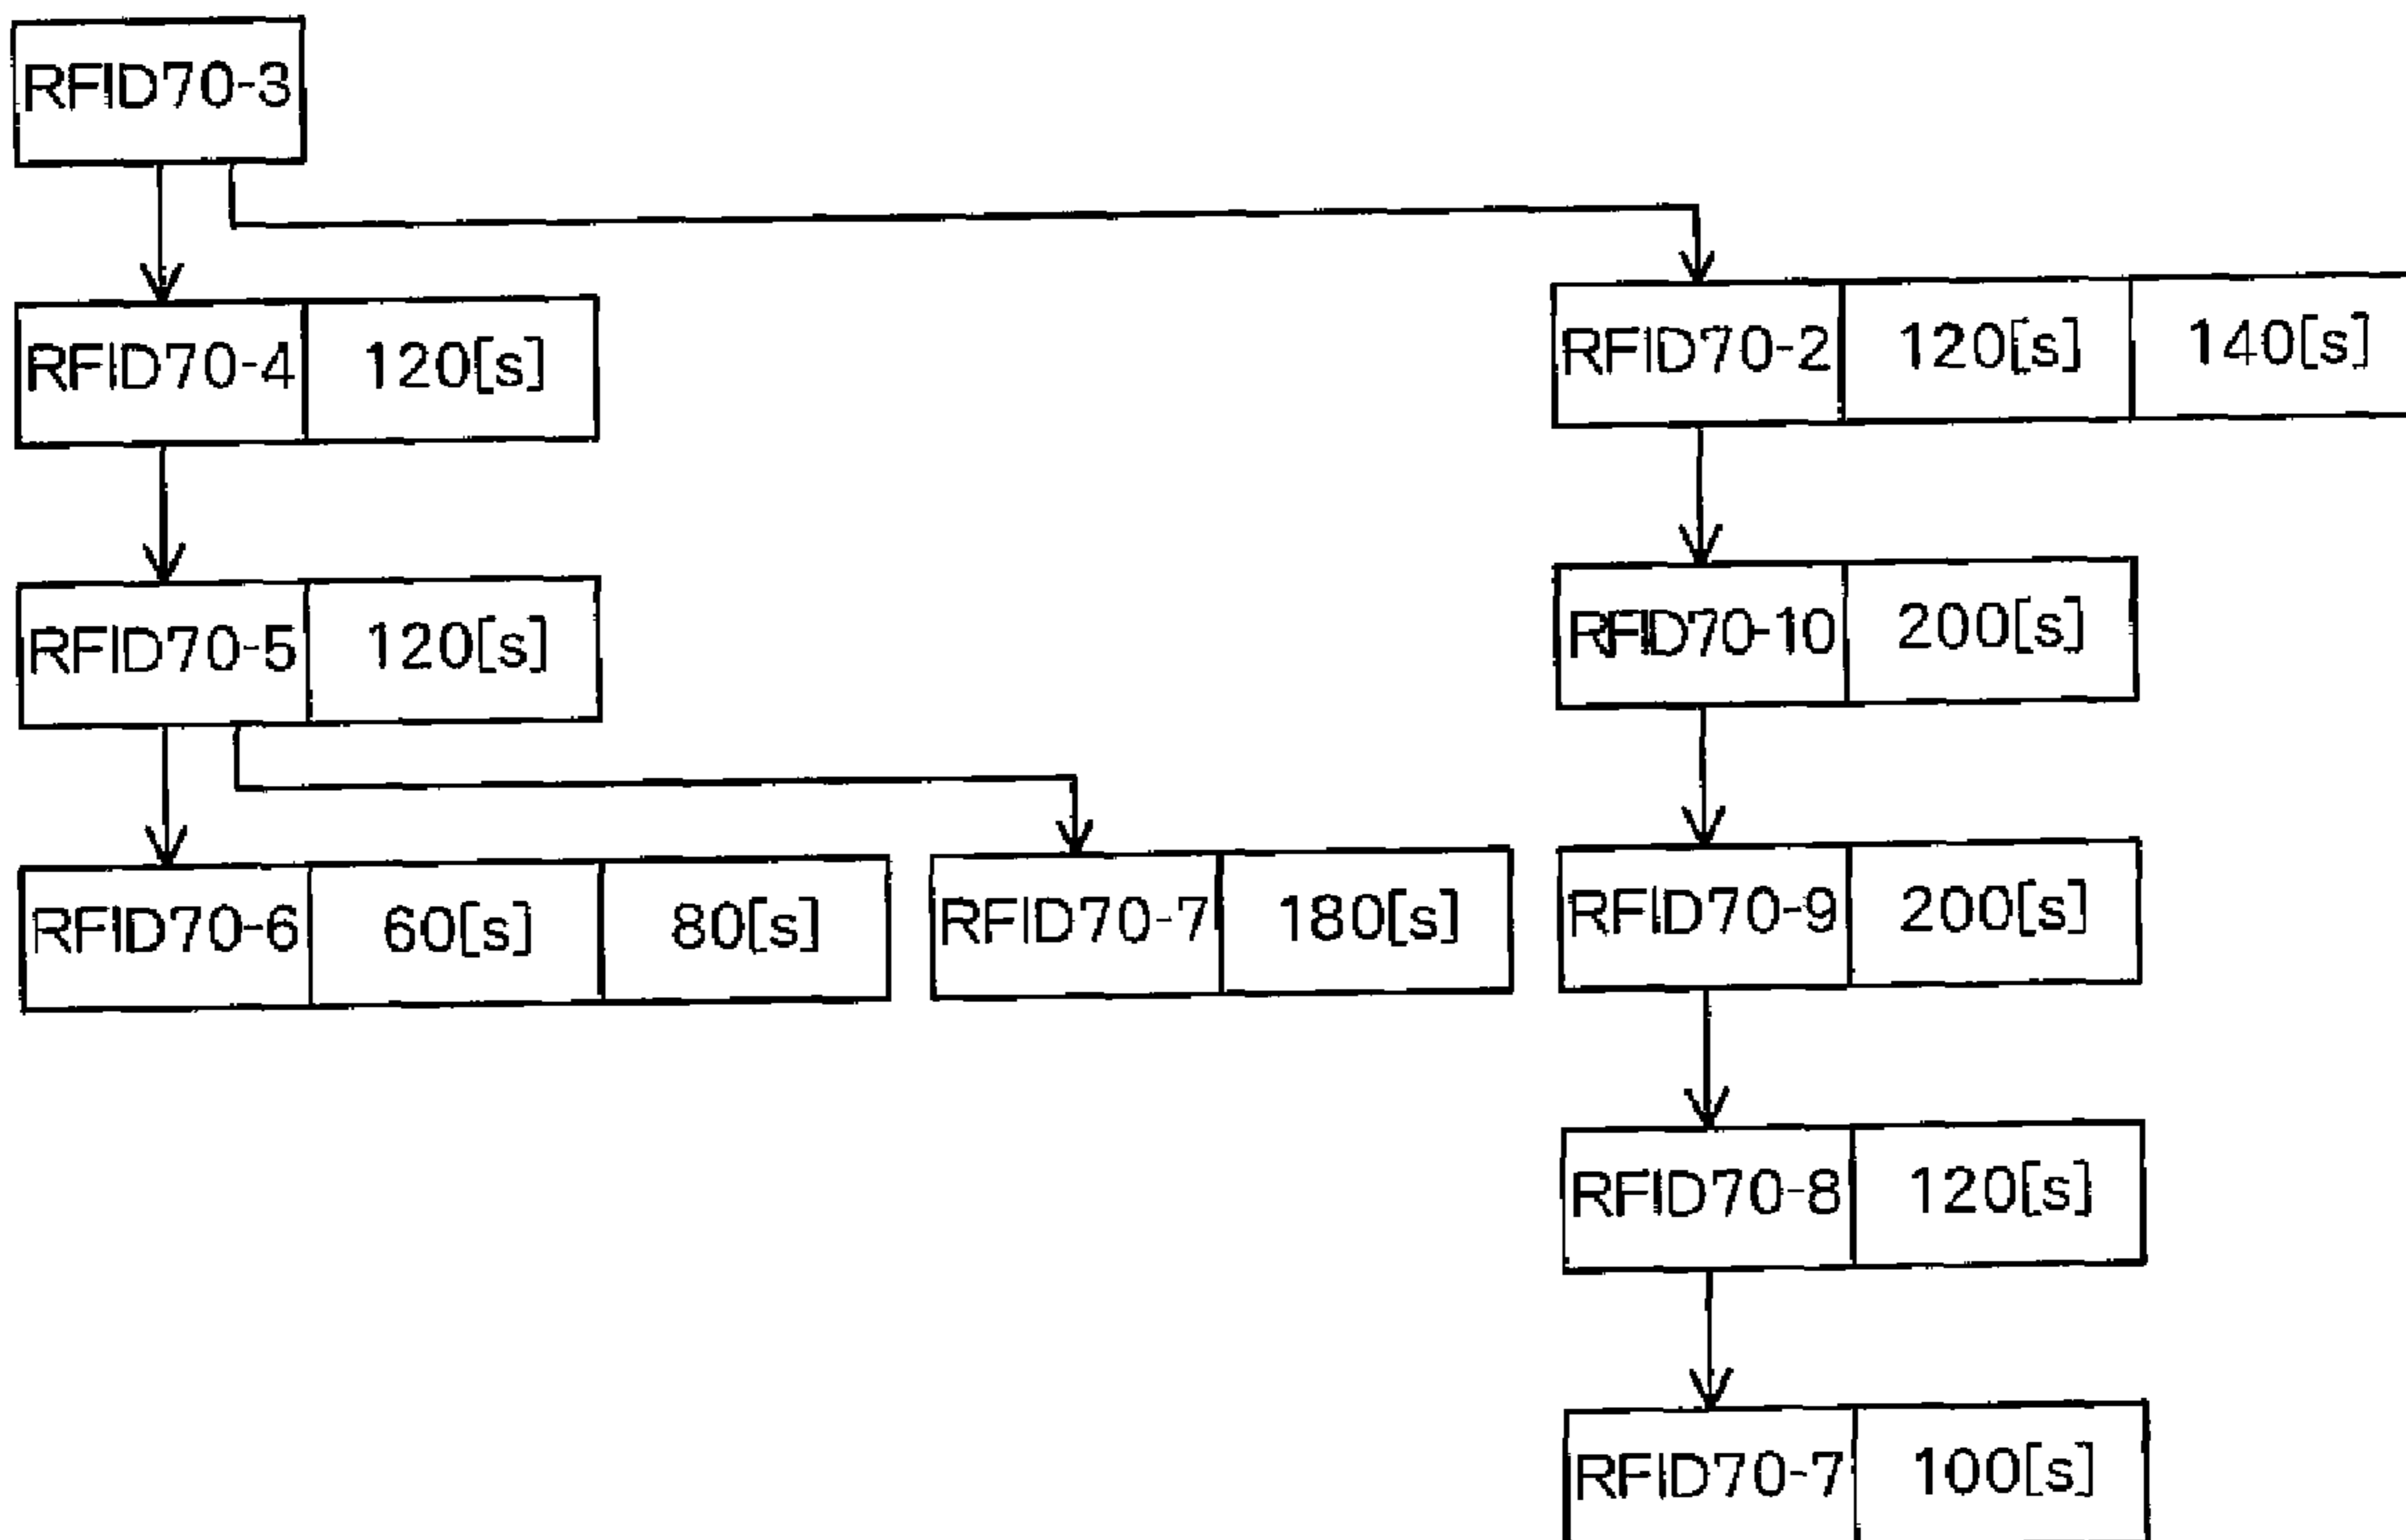 RFID70-3
RFID70-4 120[s]
RFID70-2 120[s] 140[s]
RFID70-5 120[s]
RFID70-10 200[s]
RFID70-6 60[s] 80[s]
RFID70-7 180[s]
RFID70-9 200[s]
RFID70-8 120[s]
RFID70-7 100[s]